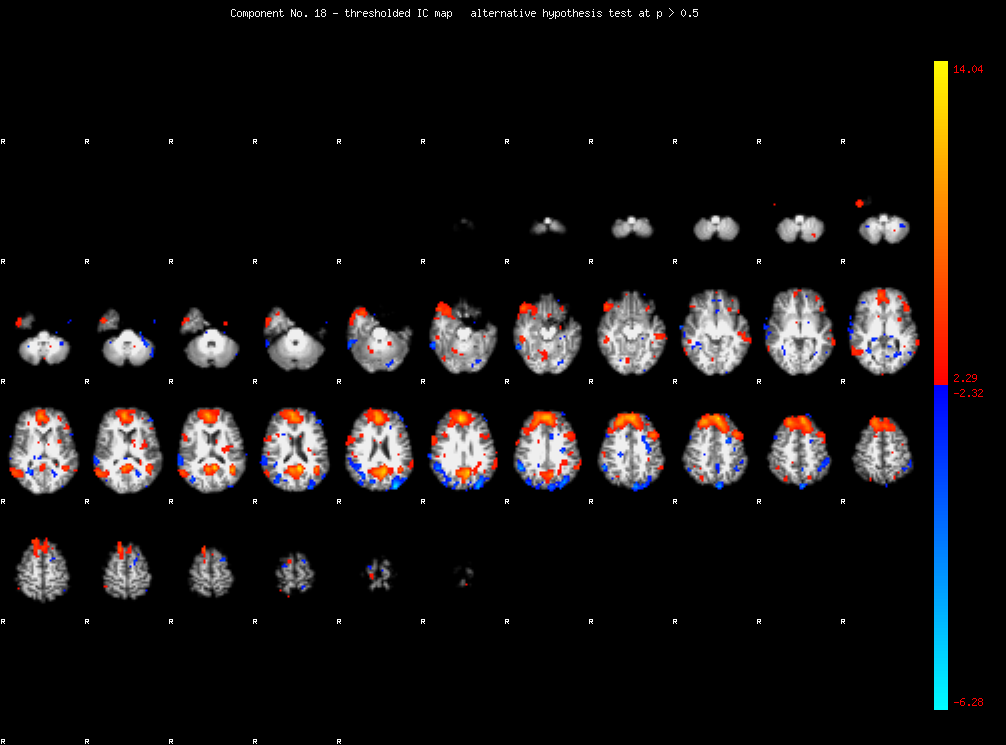 Component No. 18 - thresholded IC map   alternative hypothesis test at p > 0.5
14.04
R R R R R R R R R R R
R R R R R R R R R R R
2.29
R R R R R R R R R R R
-2.32
R R R R R R R R R R R
R R R R R R R R R R R
-6.28
R R R R R